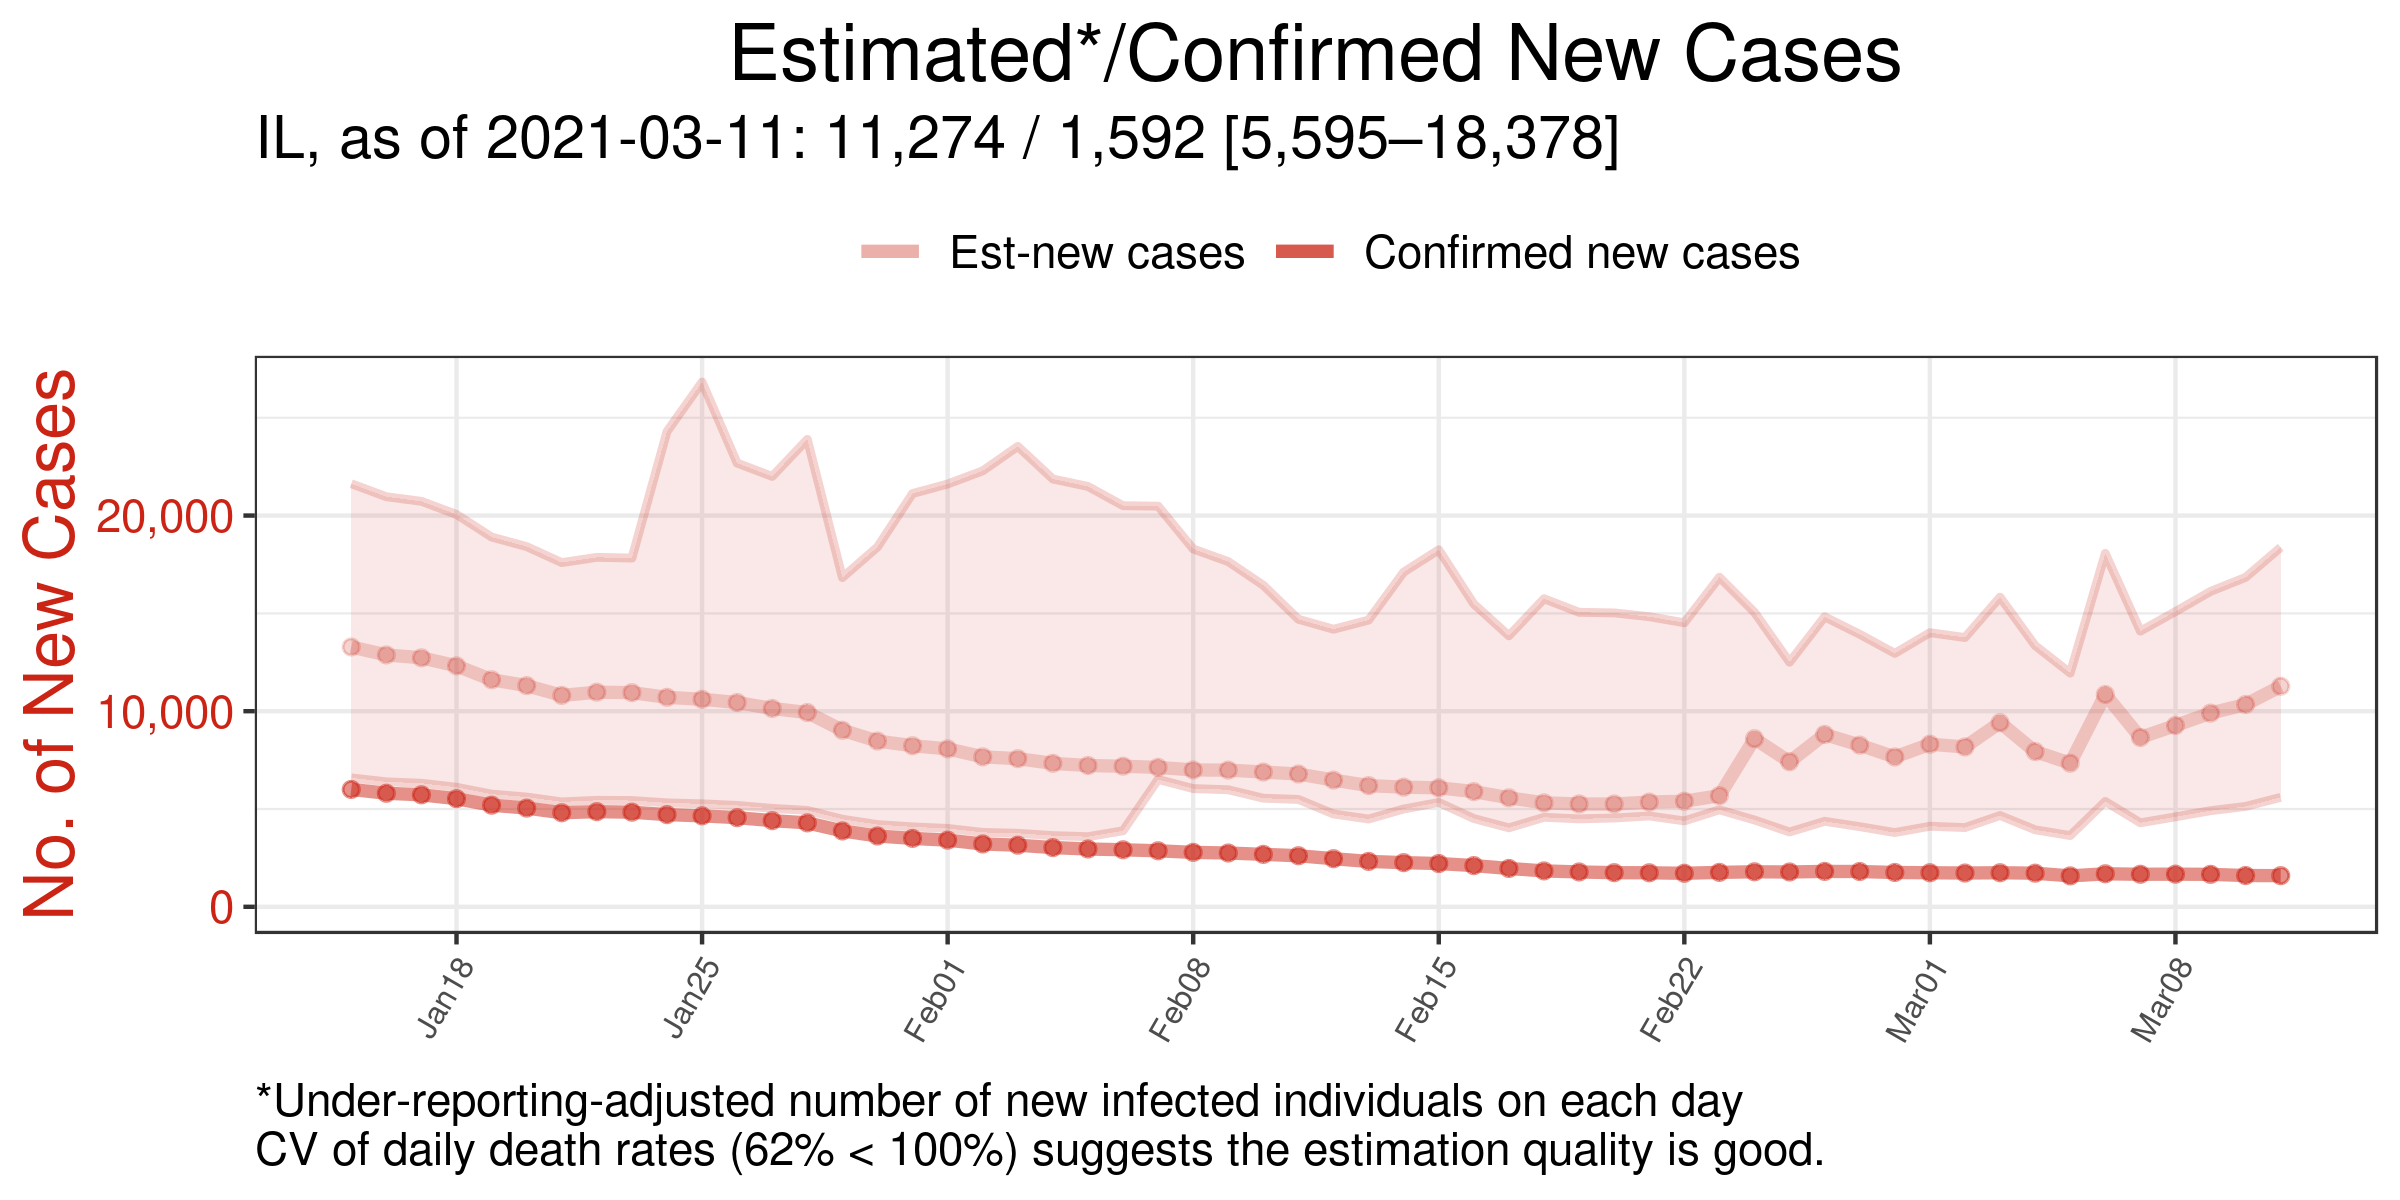 Estimated*/Confirmed New Cases
IL, as of 2021-03-11: 11,274 / 1,592 [5,595–18,378]
Est-new cases
Confirmed new cases
No. of New Cases
20,000
10,000
0
Jan18
Jan25
Feb01
Feb08
Feb15
Feb22
Mar01
Mar08
*Under-reporting-adjusted number of new infected individuals on each day
CV of daily death rates (62% < 100%) suggests the estimation quality is good.